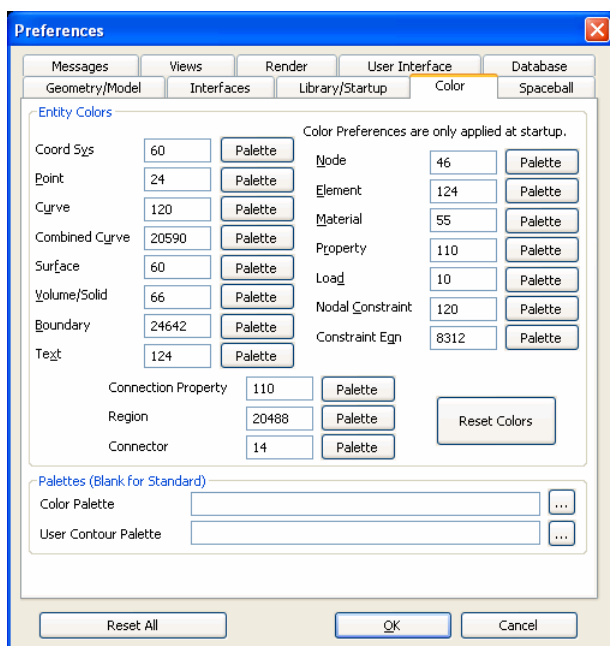 Preferences
Messages Views Render User Interface Database
Geometry/Model Interfaces Library/Startup Color Spaceball
Entity Colors
Color Preferences are only applied at startup.
Coord Sys 60 Palette
Point 24 Palette
Curve 120 Palette
Combined Curve 20590 Palette
Surface 60 Palette
Volume/Solid 66 Palette
Boundary 24642 Palette
Text 124 Palette
Node 46 Palette
Element 124 Palette
Material 55 Palette
Property 110 Palette
Load 10 Palette
Nodal Constraint 120 Palette
Constraint Eqn 8312 Palette
Connection Property 110 Palette
Region 20488 Palette
Connector 14 Palette
Reset Colors
Palettes (Blank for Standard)
Color Palette ...
User Contour Palette ...
Reset All OK Cancel